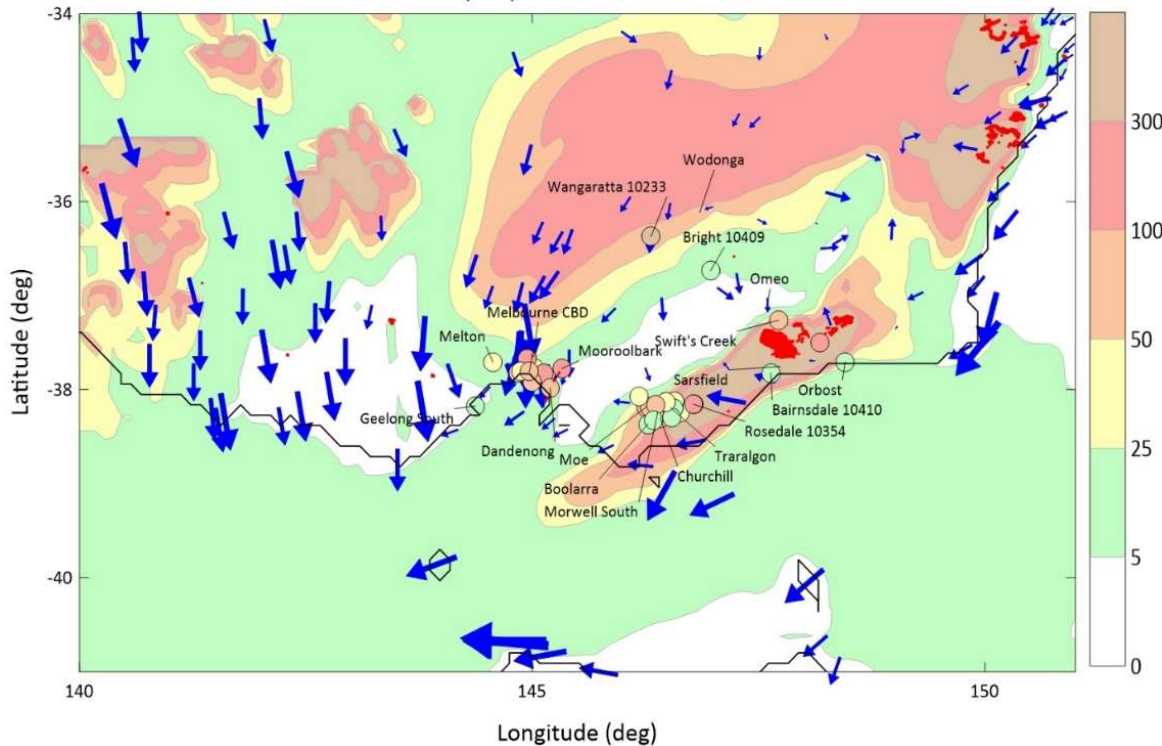 -34
-36
-38
-40
Latitude (deg)
140
145
150
Longitude (deg)
300
100
50
25
5
0
Wodonga
Wangaratta 10233
Bright 10409
Omeo
Melbourne CBD
Melton
Mooroolbark
Swift's Creek
Sarsfield
Orbost
Bairnsdale 10410
Geelong South
Rosedale 10354
Dandenong
Moe
Traralgon
Churchill
Boolarra
Morwell South